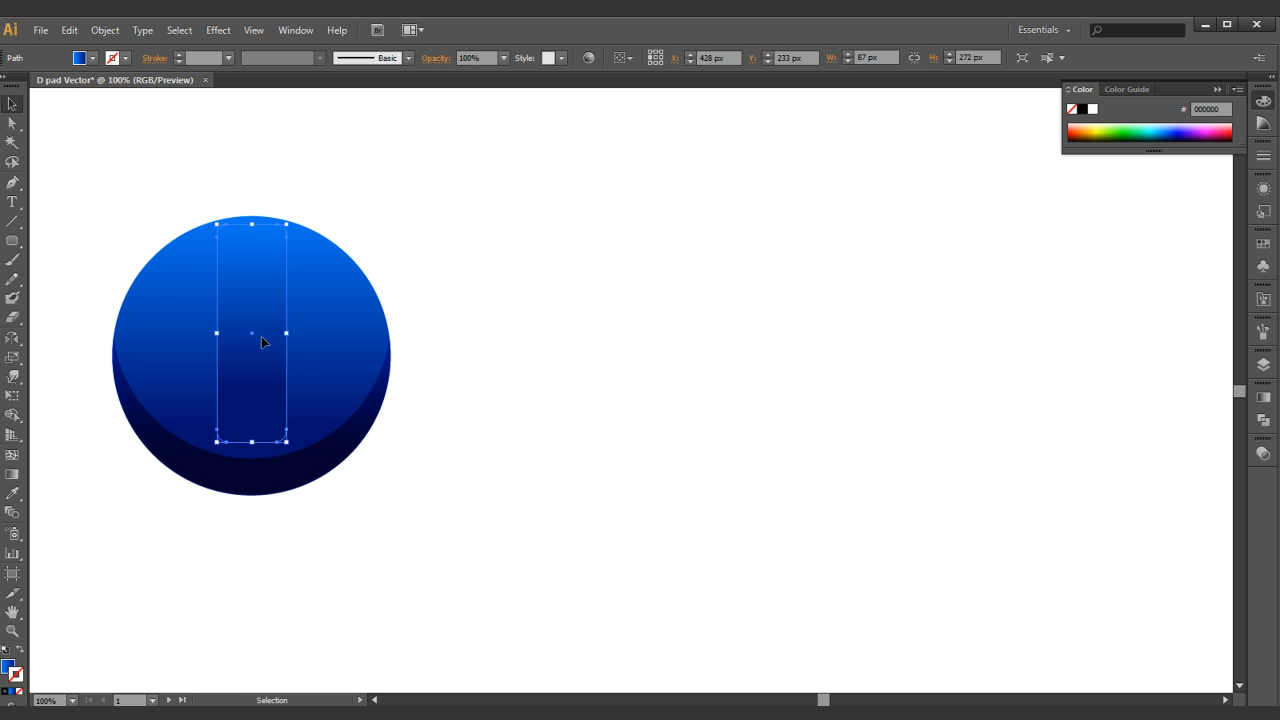 Ai File Edit Object Type Select Effect View Window Help Br Essentials
Path Stroke: Basic Opacity: 100% Style: X: 428 px Y: 233 px W: 87 px H: 272 px
D pad Vector* @ 100% (RGB/Preview) ×
Color Color Guide
# 000000
T
100% 1 Selection